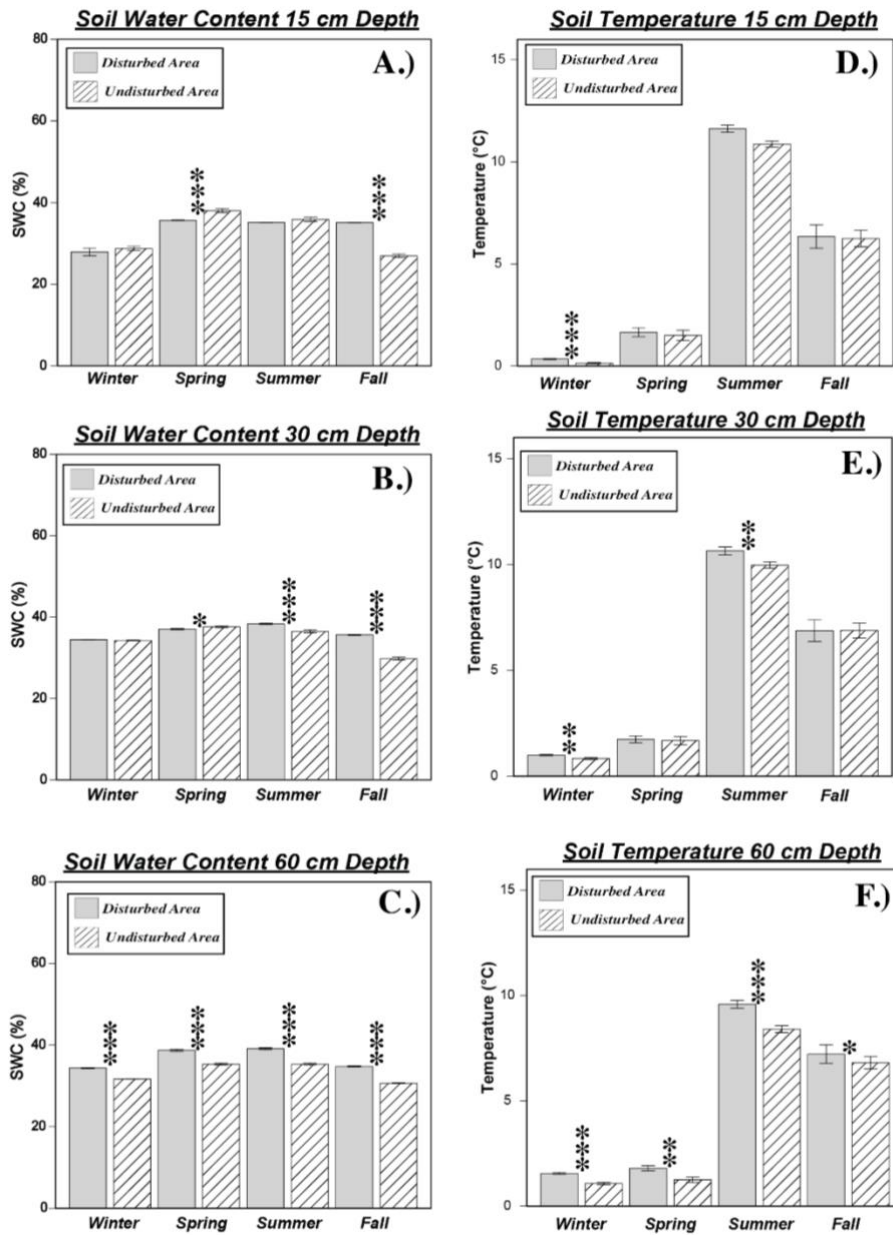 Soil Water Content 15 cm Depth
80
60
40
20
0
SWC (%)
Disturbed Area
Undisturbed Area
A.)
***
***
Winter Spring Summer Fall
Soil Temperature 15 cm Depth
15
10
5
0
Temperature (°C)
Disturbed Area
Undisturbed Area
D.)
***
Winter Spring Summer Fall
Soil Water Content 30 cm Depth
80
60
40
20
0
SWC (%)
Disturbed Area
Undisturbed Area
B.)
*
***
***
Winter Spring Summer Fall
Soil Temperature 30 cm Depth
15
10
5
0
Temperature (°C)
Disturbed Area
Undisturbed Area
E.)
**
**
Winter Spring Summer Fall
Soil Water Content 60 cm Depth
80
60
40
20
0
SWC (%)
Disturbed Area
Undisturbed Area
C.)
***
***
***
***
Winter Spring Summer Fall
Soil Temperature 60 cm Depth
15
10
5
0
Temperature (°C)
Disturbed Area
Undisturbed Area
F.)
***
**
***
*
Winter Spring Summer Fall